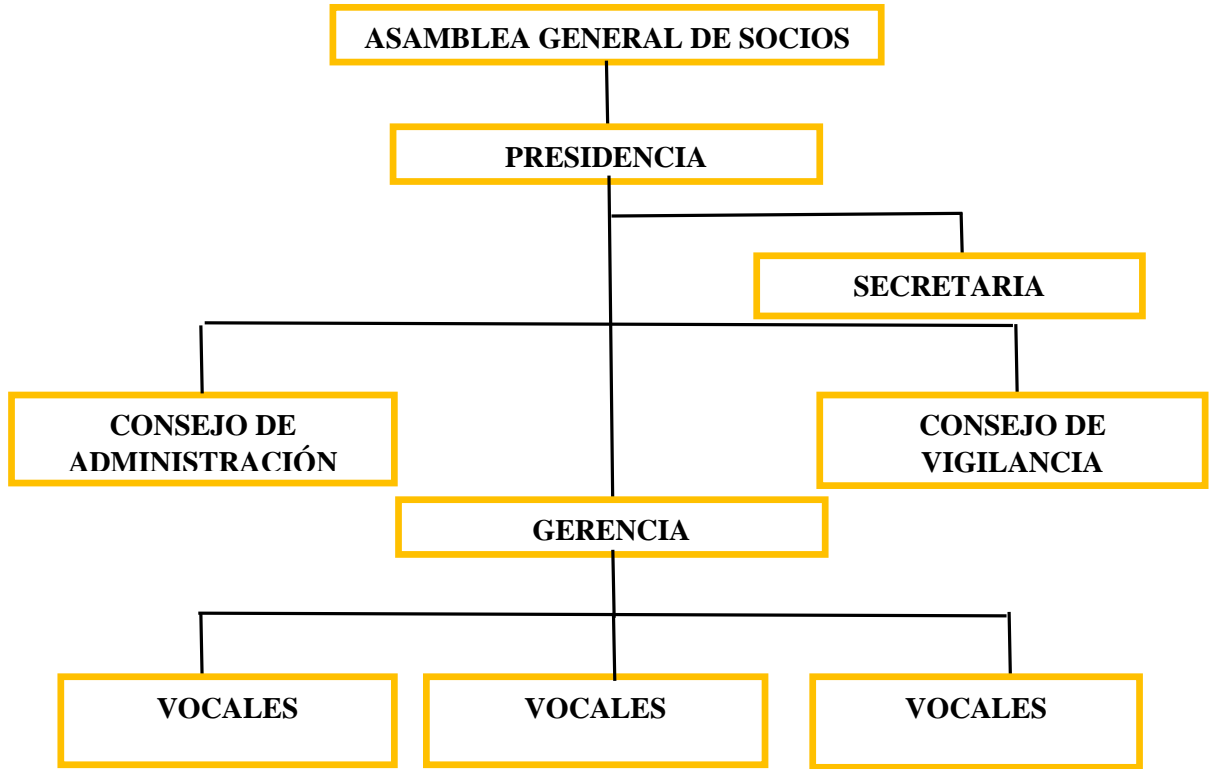 ASAMBLEA GENERAL DE SOCIOS
PRESIDENCIA
SECRETARIA
CONSEJO DE
ADMINISTRACIÓN
CONSEJO DE
VIGILANCIA
GERENCIA
VOCALES
VOCALES
VOCALES